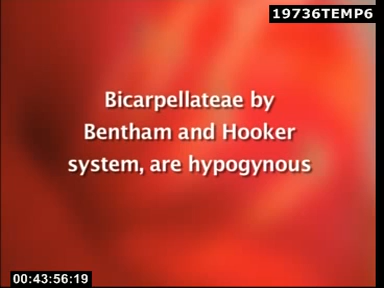 19736TEMP6
Bicarpellateae by
Bentham and Hooker
system, are hypogynous
00:43:56:19